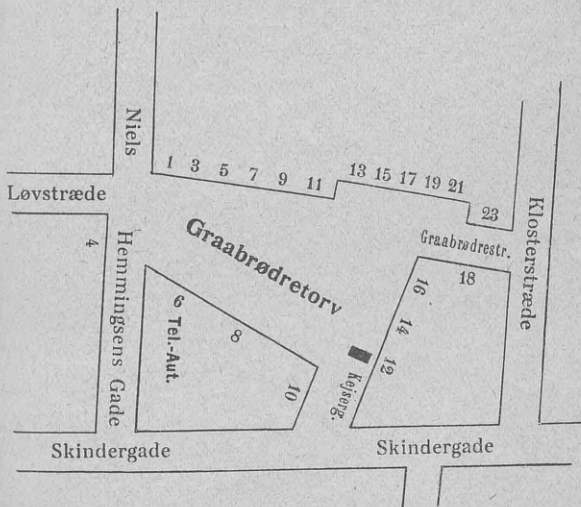 Niels
1 3 5 7 9 11 13 15 17 19 21
23
Løvstræde
Klosterstræde
Graabrødretorv
Graabrødrestr.
4
Hemmingsens Gade
6 Tel.-Aut.
8
10
16
18
14
12
Kejserg.
Skindergade
Skindergade